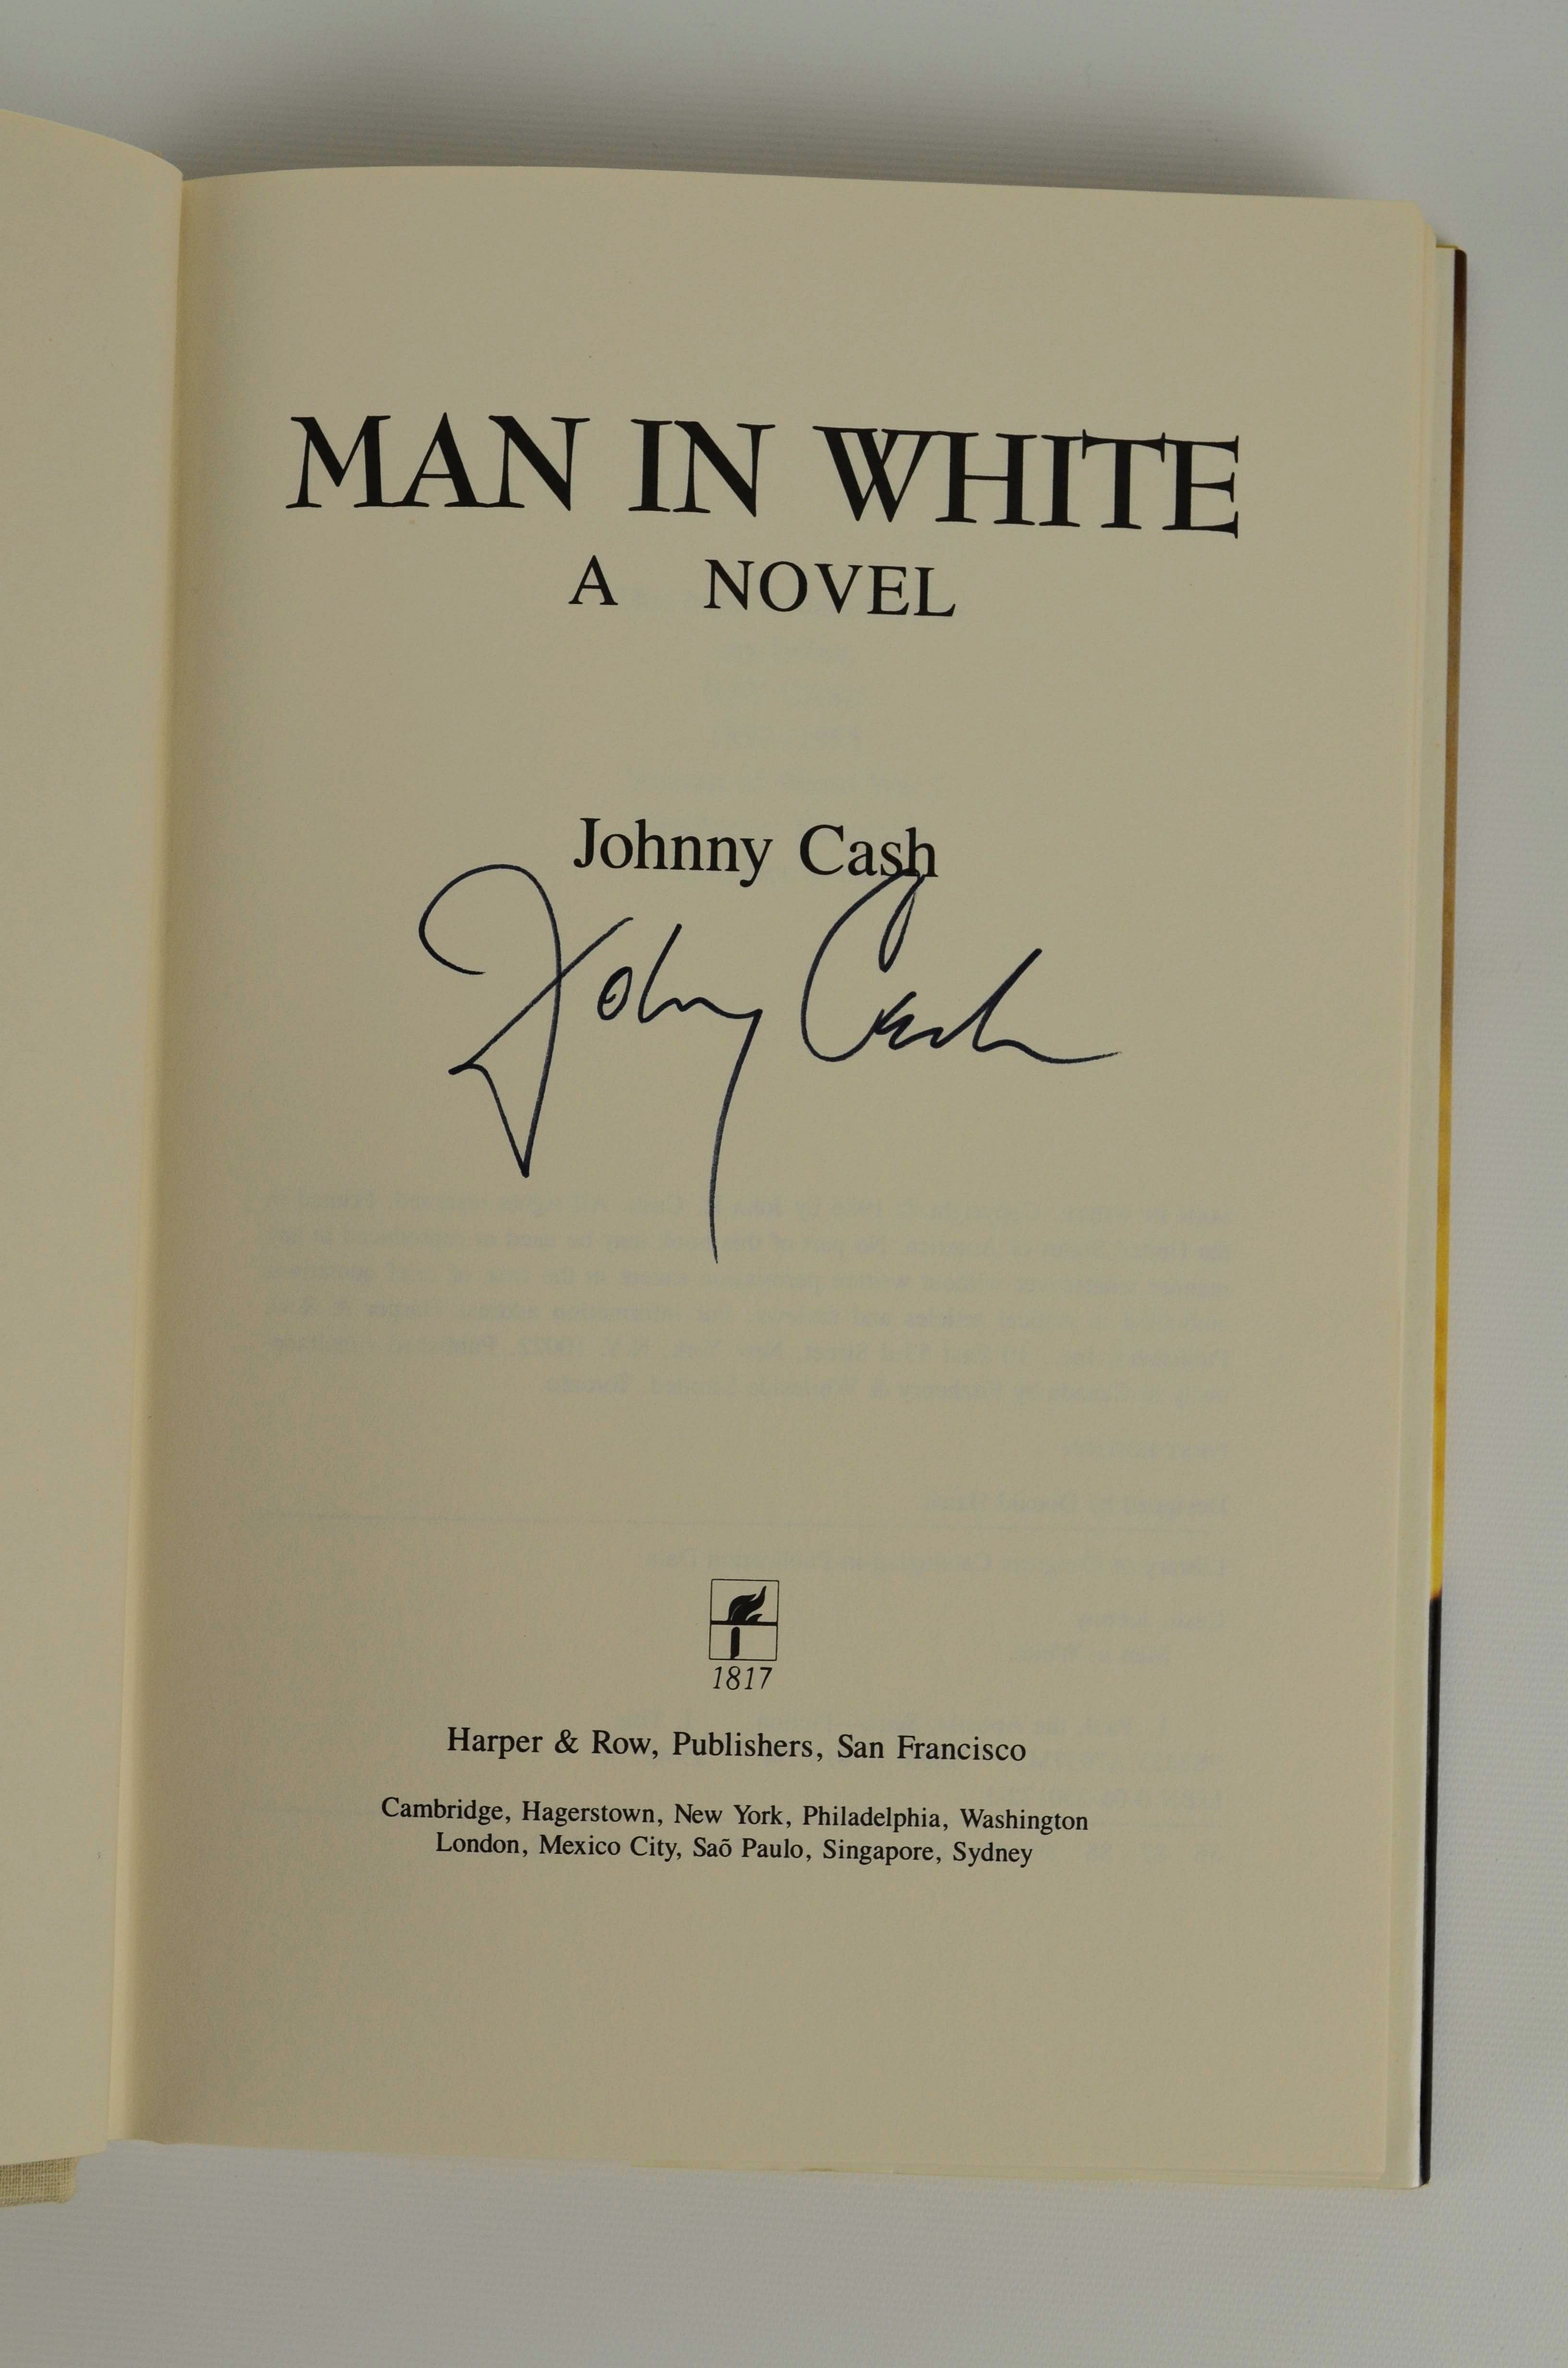 MAN IN WHITE
A NOVEL
Johnny Cash
Johnny Cash
1817
Harper & Row, Publishers, San Francisco
Cambridge, Hagerstown, New York, Philadelphia, Washington
London, Mexico City, Saõ Paulo, Singapore, Sydney